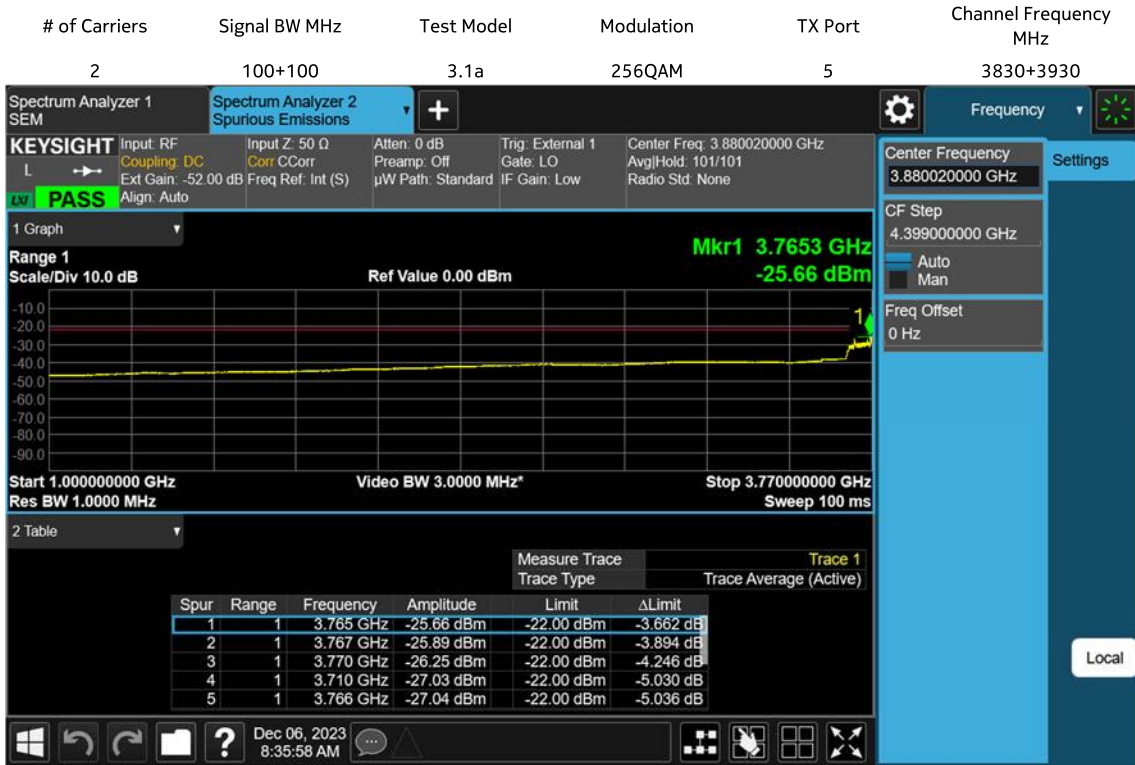 # of Carriers Signal BW MHz Test Model Modulation TX Port Channel Frequency MHz
2 100+100 3.1a 256QAM 5 3830+3930
Spectrum Analyzer 1
SEM
Spectrum Analyzer 2
Spurious Emissions
Frequency
KEYSIGHT
L
LXI PASS
Input: RF
Coupling: DC
Ext Gain: -52.00 dB
Align: Auto
Input Z: 50 Ω
Corr CCorr
Freq Ref: Int (S)
Atten: 0 dB
Preamp: Off
µW Path: Standard
Trig: External 1
Gate: LO
IF Gain: Low
Center Freq: 3.880020000 GHz
Avg|Hold: 101/101
Radio Std: None
Center Frequency
3.880020000 GHz
Settings
CF Step
4.399000000 GHz
Auto
Man
Freq Offset
0 Hz
Local
1 Graph
Range 1
Scale/Div 10.0 dB
Ref Value 0.00 dBm
Mkr1 3.7653 GHz
-25.66 dBm
1
-10.0
-20.0
-30.0
-40.0
-50.0
-60.0
-70.0
-80.0
-90.0
Start 1.000000000 GHz Video BW 3.0000 MHz* Stop 3.770000000 GHz
Res BW 1.0000 MHz Sweep 100 ms
2 Table
Measure Trace Trace 1
Trace Type Trace Average (Active)
Spur Range Frequency Amplitude Limit ΔLimit
1 1 3.765 GHz -25.66 dBm -22.00 dBm -3.662 dB
2 1 3.767 GHz -25.89 dBm -22.00 dBm -3.894 dB
3 1 3.770 GHz -26.25 dBm -22.00 dBm -4.246 dB
4 1 3.710 GHz -27.03 dBm -22.00 dBm -5.030 dB
5 1 3.766 GHz -27.04 dBm -22.00 dBm -5.036 dB
?
Dec 06, 2023
8:35:58 AM